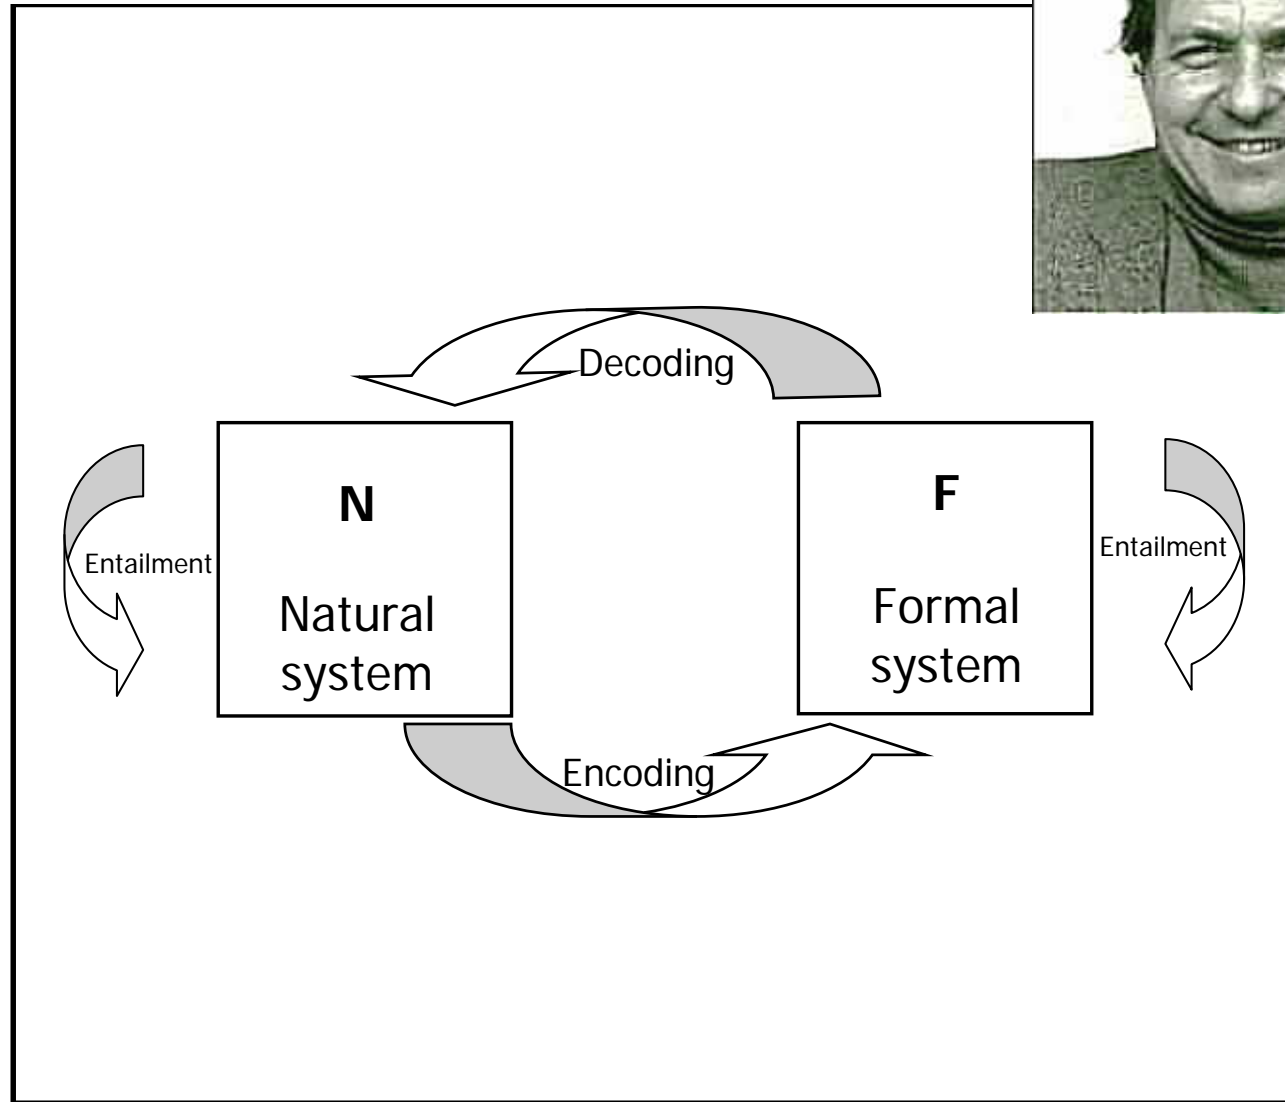 Decoding
N
Natural
system
Entailment
F
Formal
system
Entailment
Encoding